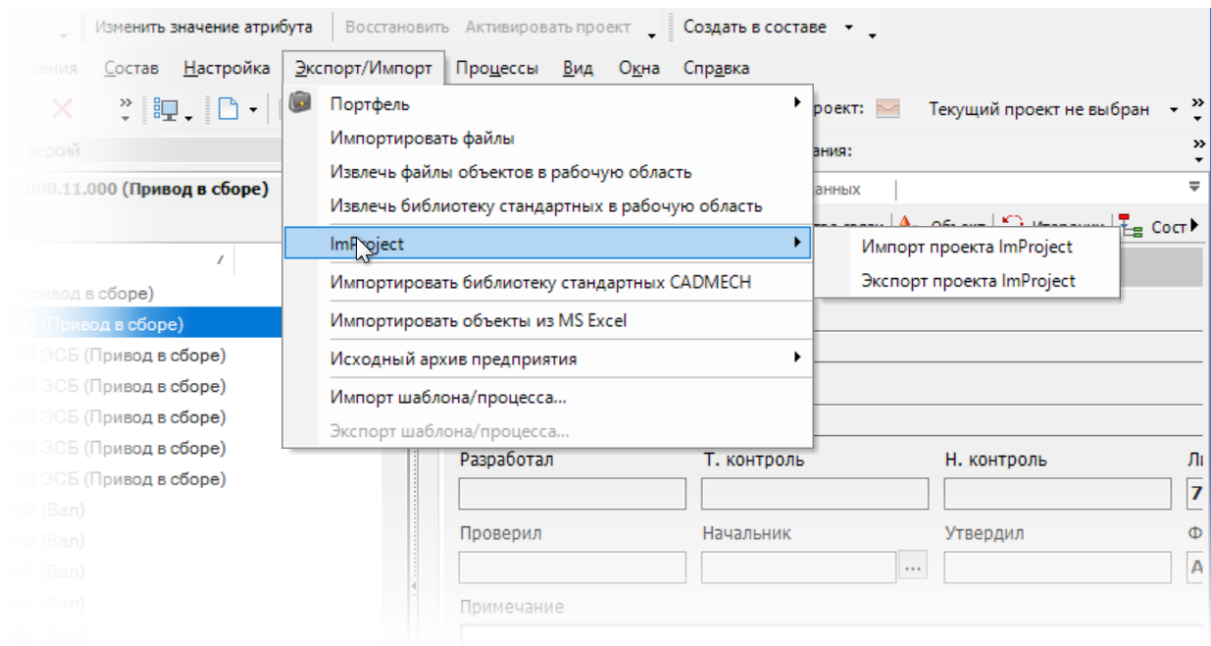 Изменить значение атрибута Восстановить Активировать проект Создать в составе
Состав Настройка Экспорт/Импорт Процессы Вид Окна Справка
Портфель
роект: Текущий проект не выбран
Импортировать файлы
ерсий
ания:
Извлечь файлы объектов в рабочую область
000.11.000 (Привод в сборе)
анных
Извлечь библиотеку стандартных в рабочую область
Объект Итерации Сост
ImProject
Импорт проекта ImProject
Экспорт проекта ImProject
Импортировать библиотеку стандартных CADMECH
(Привод в сборе)
Импортировать объекты из MS Excel
(Привод в сборе)
Исходный архив предприятия
ЭСБ (Привод в сборе)
ЭСБ (Привод в сборе)
Импорт шаблона/процесса...
ЭСБ (Привод в сборе)
Экспорт шаблона/процесса...
ЭСБ (Привод в сборе)
ЭСБ (Привод в сборе)
(Вал)
(Вал)
(Вал)
(Вал)
Разработал Т. контроль Н. контроль Ли
7
Проверил Начальник Утвердил Ф
... А
Примечание